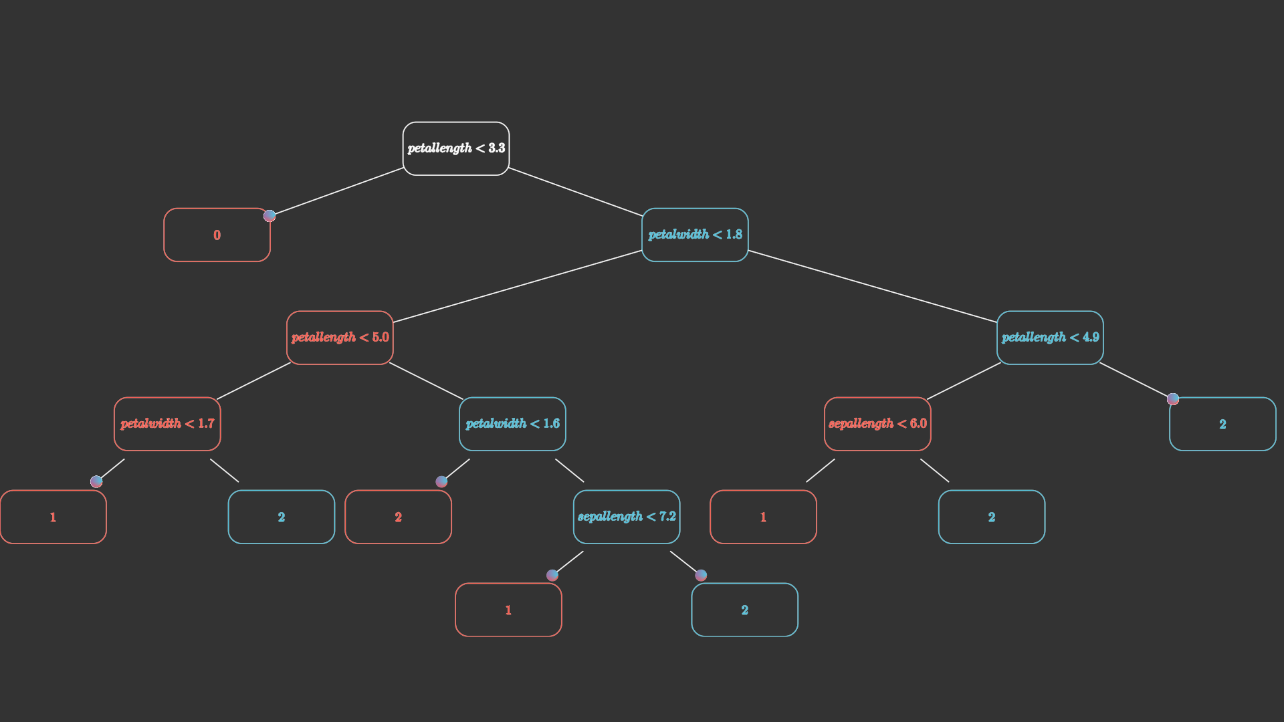 petallength < 3.3
0
petalwidth < 1.8
petallength < 5.0
petallength < 4.9
petalwidth < 1.7
petalwidth < 1.6
sepallength < 6.0
2
1
2
2
sepallength < 7.2
1
2
1
2